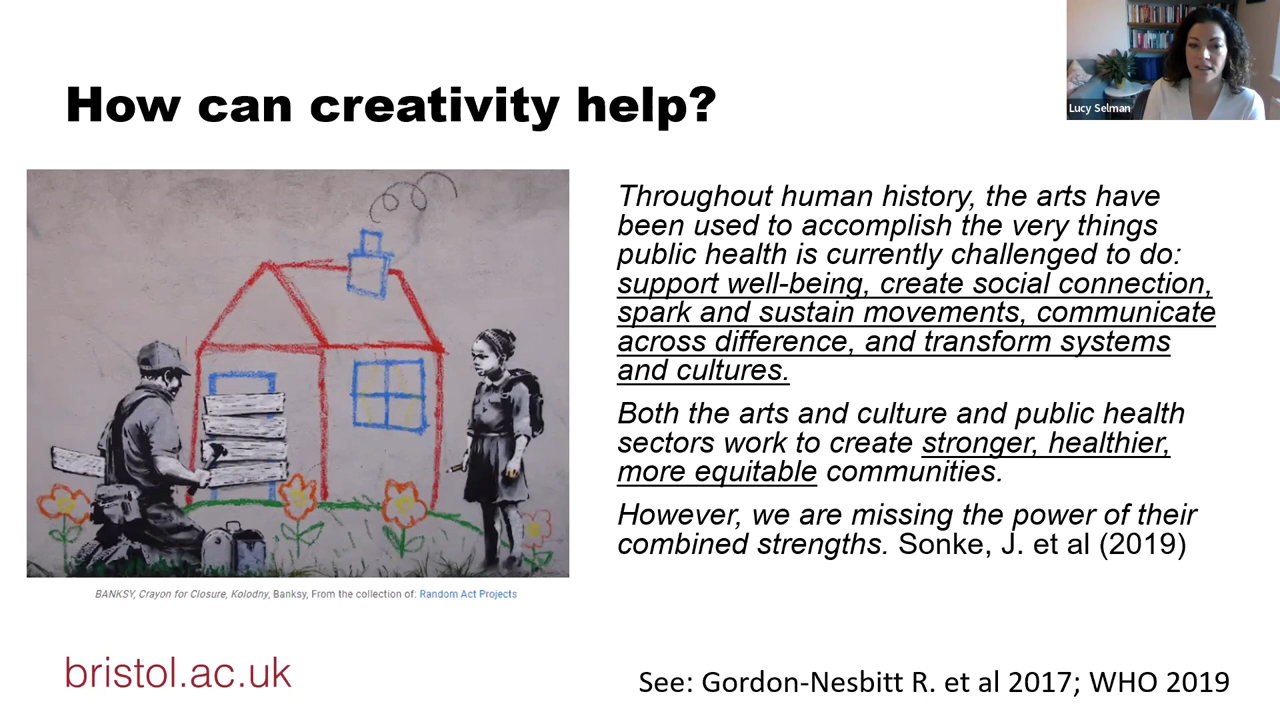 Lucy Selman
How can creativity help?
Throughout human history, the arts have
been used to accomplish the very things
public health is currently challenged to do:
support well-being, create social connection,
spark and sustain movements, communicate
across difference, and transform systems
and cultures.
Both the arts and culture and public health
sectors work to create stronger, healthier,
more equitable communities.
However, we are missing the power of their
combined strengths. Sonke, J. et al (2019)
BANKSY, Crayon for Closure, Kolodny, Banksy, From the collection of: Random Act Projects
bristol.ac.uk
See: Gordon-Nesbitt R. et al 2017; WHO 2019